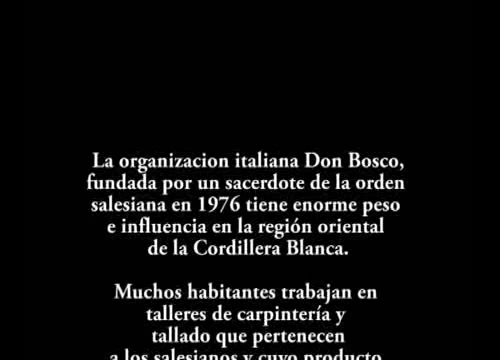 La organizacion italiana Don Bosco,
fundada por un sacerdote de la orden
salesiana en 1976 tiene enorme peso
e influencia en la región oriental
de la Cordillera Blanca.
Muchos habitantes trabajan en
talleres de carpintería y
tallado que pertenecen
a los salesianos y cuyo producto